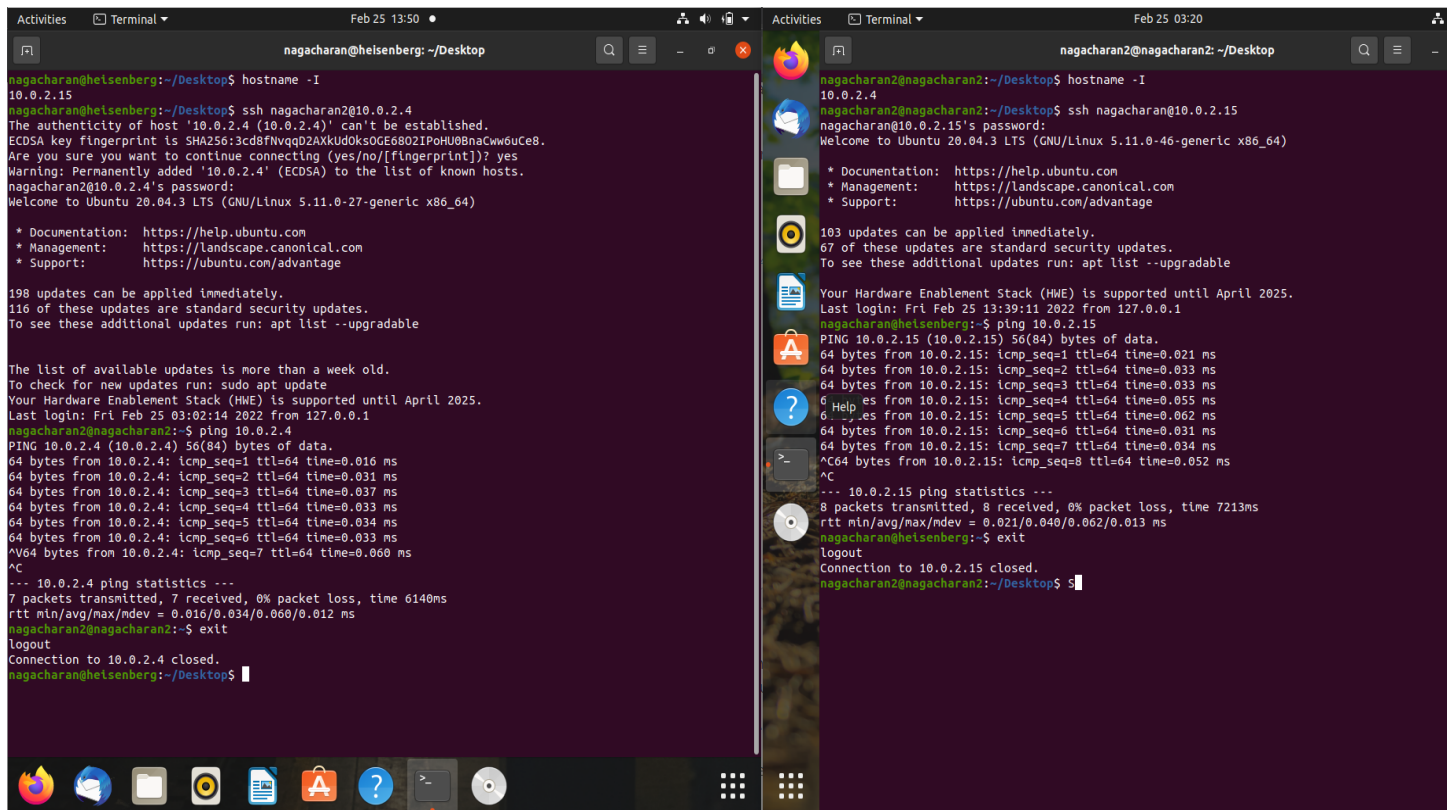 Activities
Terminal
Feb 25 13:50
nagacharan@heisenberg: ~/Desktop
nagacharan@heisenberg:~/Desktop$ hostname -I
10.0.2.15
nagacharan@heisenberg:~/Desktop$ ssh nagacharan2@10.0.2.4
The authenticity of host '10.0.2.4 (10.0.2.4)' can't be established.
ECDSA key fingerprint is SHA256:3cd8fNvqqD2AXkUdOksOGE68O2IPoHU0BnaCww6uCe8.
Are you sure you want to continue connecting (yes/no/[fingerprint])? yes
Warning: Permanently added '10.0.2.4' (ECDSA) to the list of known hosts.
nagacharan2@10.0.2.4's password:
Welcome to Ubuntu 20.04.3 LTS (GNU/Linux 5.11.0-27-generic x86_64)
* Documentation: https://help.ubuntu.com
* Management: https://landscape.canonical.com
* Support: https://ubuntu.com/advantage
198 updates can be applied immediately.
116 of these updates are standard security updates.
To see these additional updates run: apt list --upgradable
The list of available updates is more than a week old.
To check for new updates run: sudo apt update
Your Hardware Enablement Stack (HWE) is supported until April 2025.
Last login: Fri Feb 25 03:02:14 2022 from 127.0.0.1
nagacharan2@nagacharan2:~$ ping 10.0.2.4
PING 10.0.2.4 (10.0.2.4) 56(84) bytes of data.
64 bytes from 10.0.2.4: icmp_seq=1 ttl=64 time=0.016 ms
64 bytes from 10.0.2.4: icmp_seq=2 ttl=64 time=0.031 ms
64 bytes from 10.0.2.4: icmp_seq=3 ttl=64 time=0.037 ms
64 bytes from 10.0.2.4: icmp_seq=4 ttl=64 time=0.033 ms
64 bytes from 10.0.2.4: icmp_seq=5 ttl=64 time=0.034 ms
64 bytes from 10.0.2.4: icmp_seq=6 ttl=64 time=0.033 ms
^V64 bytes from 10.0.2.4: icmp_seq=7 ttl=64 time=0.060 ms
^C
--- 10.0.2.4 ping statistics ---
7 packets transmitted, 7 received, 0% packet loss, time 6140ms
rtt min/avg/max/mdev = 0.016/0.034/0.060/0.012 ms
nagacharan2@nagacharan2:~$ exit
logout
Connection to 10.0.2.4 closed.
nagacharan@heisenberg:~/Desktop$
Activities
Terminal
Feb 25 03:20
nagacharan2@nagacharan2: ~/Desktop
nagacharan2@nagacharan2:~/Desktop$ hostname -I
10.0.2.4
nagacharan2@nagacharan2:~/Desktop$ ssh nagacharan@10.0.2.15
nagacharan@10.0.2.15's password:
Welcome to Ubuntu 20.04.3 LTS (GNU/Linux 5.11.0-46-generic x86_64)
* Documentation: https://help.ubuntu.com
* Management: https://landscape.canonical.com
* Support: https://ubuntu.com/advantage
103 updates can be applied immediately.
67 of these updates are standard security updates.
To see these additional updates run: apt list --upgradable
Your Hardware Enablement Stack (HWE) is supported until April 2025.
Last login: Fri Feb 25 13:39:11 2022 from 127.0.0.1
nagacharan@heisenberg:~$ ping 10.0.2.15
PING 10.0.2.15 (10.0.2.15) 56(84) bytes of data.
64 bytes from 10.0.2.15: icmp_seq=1 ttl=64 time=0.021 ms
64 bytes from 10.0.2.15: icmp_seq=2 ttl=64 time=0.033 ms
64 bytes from 10.0.2.15: icmp_seq=3 ttl=64 time=0.033 ms
from 10.0.2.15: icmp_seq=4 ttl=64 time=0.055 ms
Help
from 10.0.2.15: icmp_seq=5 ttl=64 time=0.062 ms
64 bytes from 10.0.2.15: icmp_seq=6 ttl=64 time=0.031 ms
64 bytes from 10.0.2.15: icmp_seq=7 ttl=64 time=0.034 ms
^C64 bytes from 10.0.2.15: icmp_seq=8 ttl=64 time=0.052 ms
^C
--- 10.0.2.15 ping statistics ---
8 packets transmitted, 8 received, 0% packet loss, time 7213ms
rtt min/avg/max/mdev = 0.021/0.040/0.062/0.013 ms
nagacharan@heisenberg:~$ exit
logout
Connection to 10.0.2.15 closed.
nagacharan2@nagacharan2:~/Desktop$ S